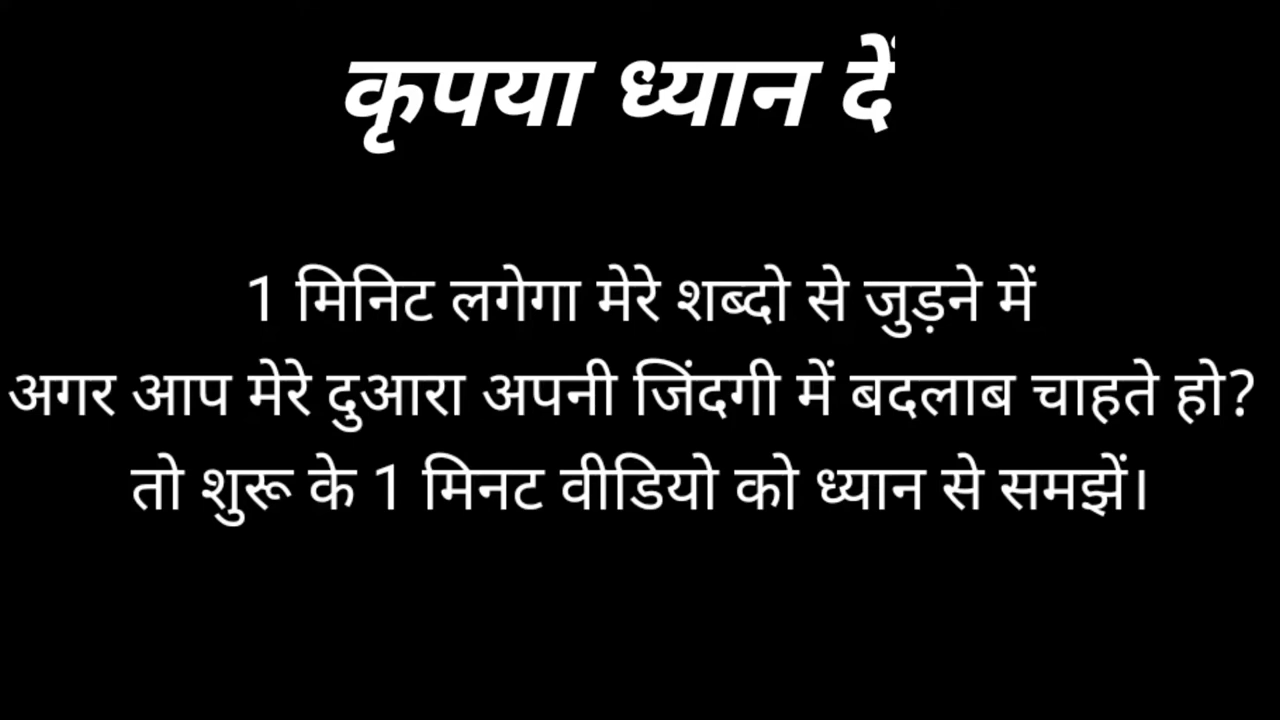 कृपया ध्यान दें
1 मिनिट लगेगा मेरे शब्दो से जुड़ने में
अगर आप मेरे दुआरा अपनी जिंदगी में बदलाब चाहते हो?
तो शुरू के 1 मिनट वीडियो को ध्यान से समझें।